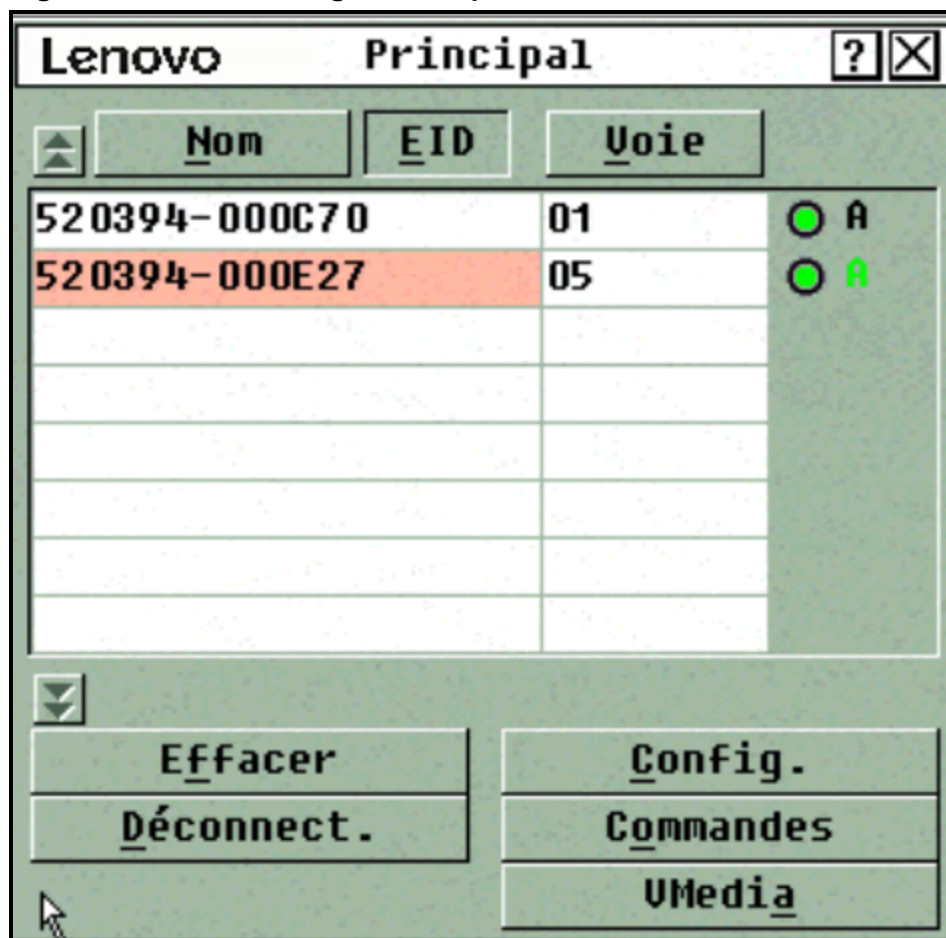 Lenovo Principal ? X
Nom EID Voie
520394-000C70 01 A
520394-000E27 05 A
Effacer Config.
Déconnect. Commandes
VMedia